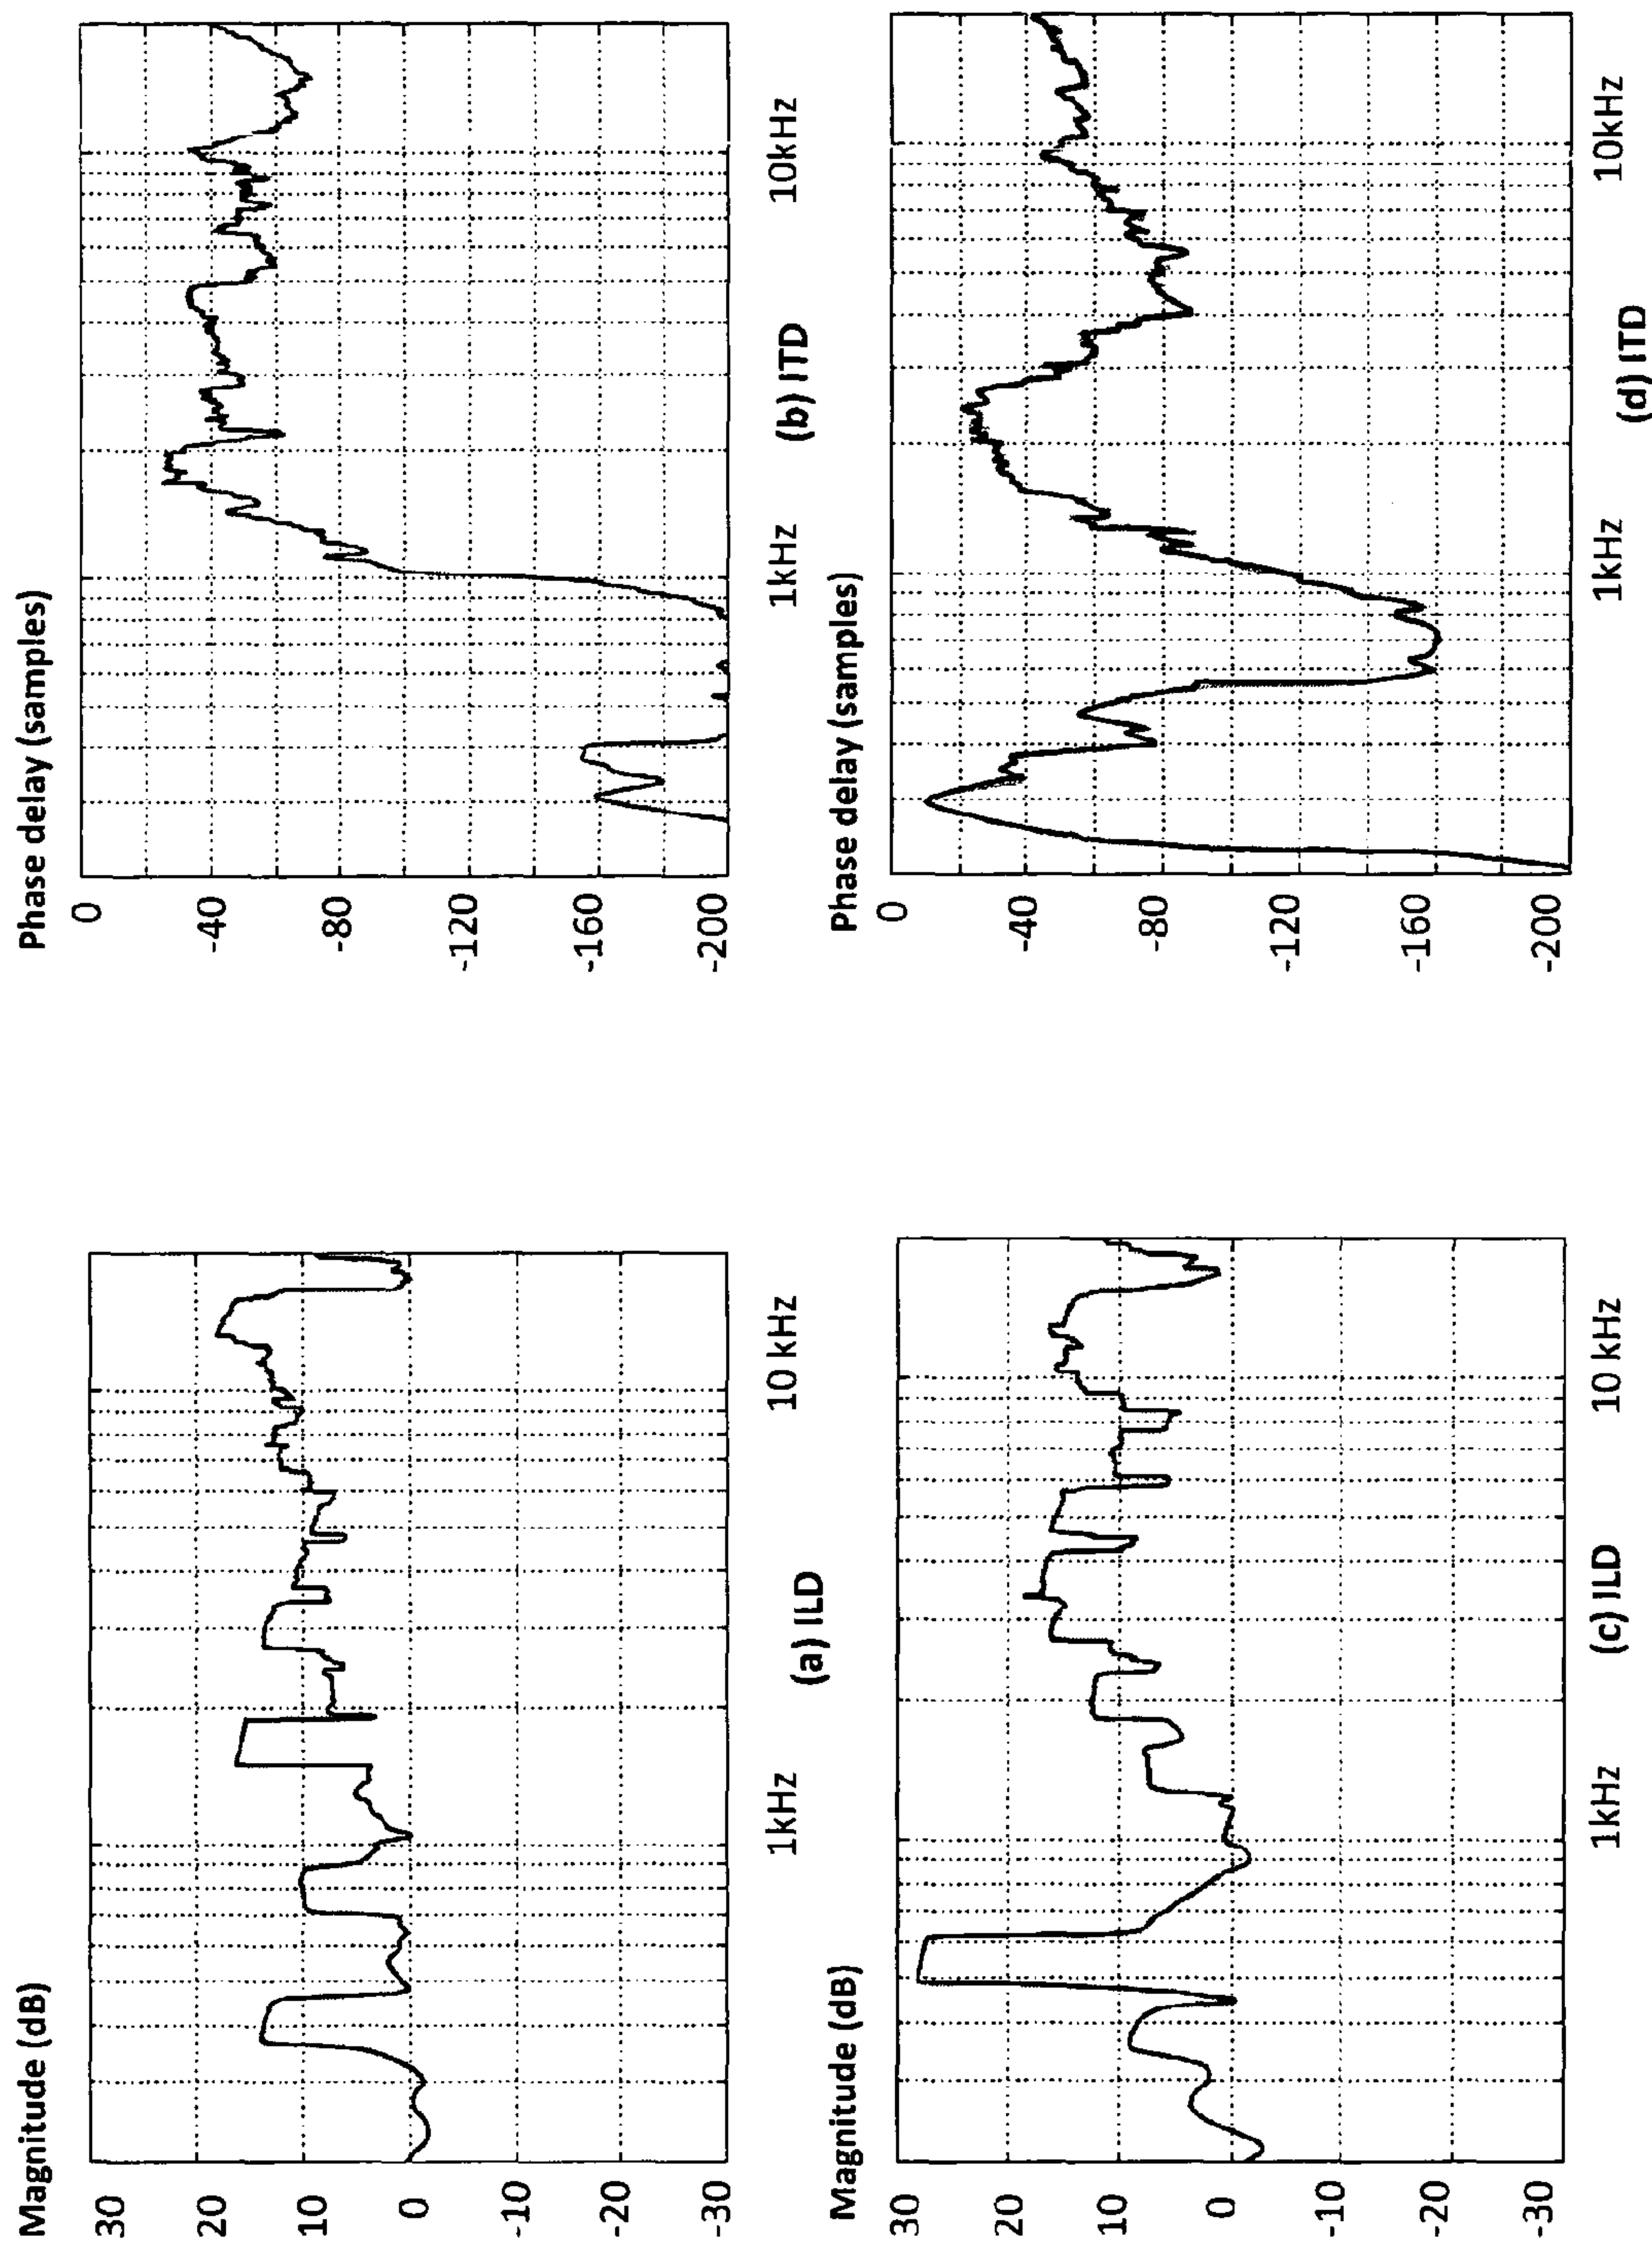 Magnitude (dB)
30
20
10
0
-10
-20
-30
1kHz
10 kHz
(a) ILD
Phase delay (samples)
0
-40
-80
-120
-160
-200
1kHz
10kHz
(b) ITD
Magnitude (dB)
30
20
10
0
-10
-20
-30
1kHz
10 kHz
(c) ILD
Phase delay (samples)
0
-40
-80
-120
-160
-200
1kHz
10kHz
(d) ITD